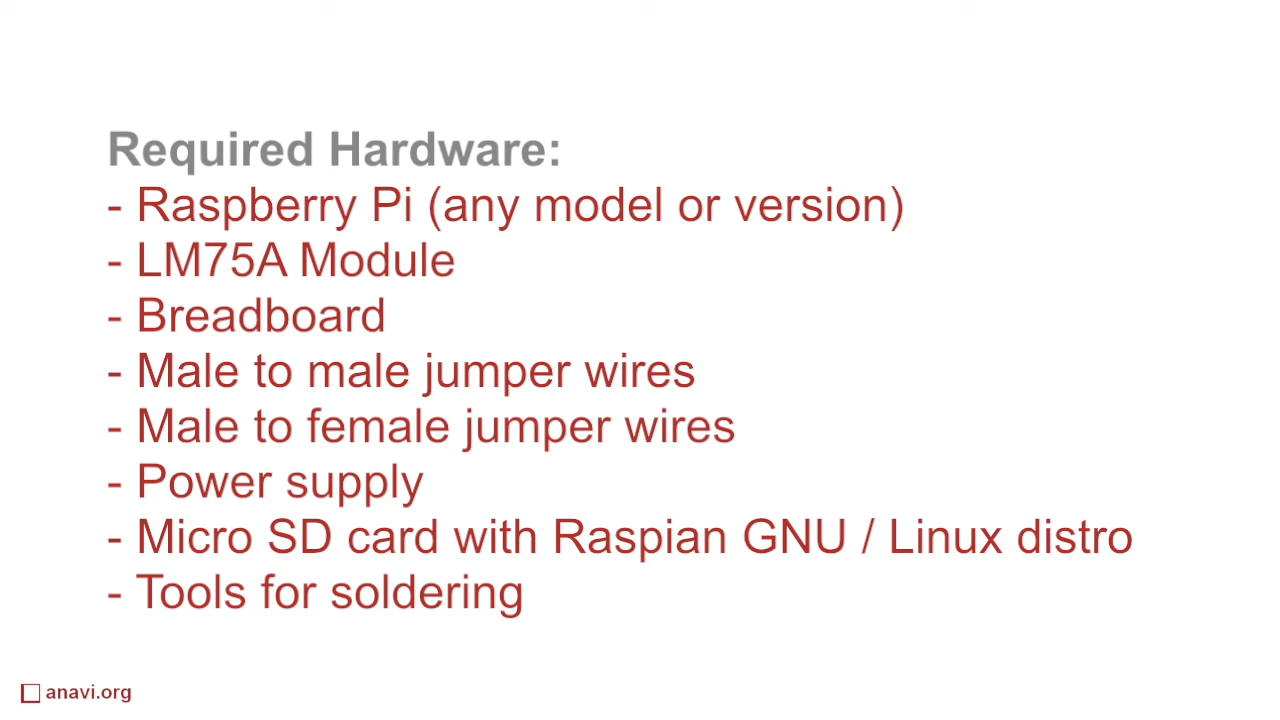 Required Hardware:
- Raspberry Pi (any model or version)
- LM75A Module
- Breadboard
- Male to male jumper wires
- Male to female jumper wires
- Power supply
- Micro SD card with Raspian GNU / Linux distro
- Tools for soldering
anavi.org